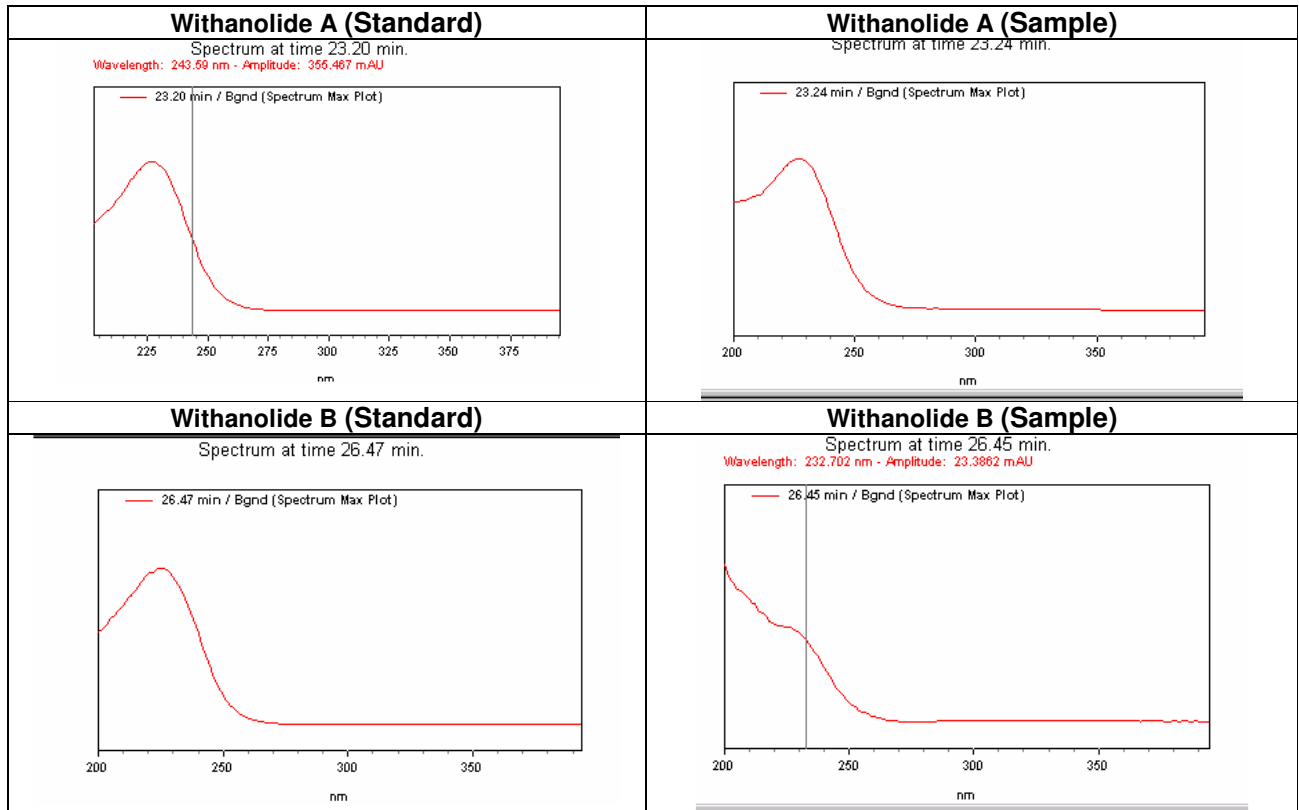 Withanolide A (Standard)
Spectrum at time 23.20 min.
Wavelength: 243.59 nm - Amplitude: 355.467 mAU
23.20 min / Bgnd (Spectrum Max Plot)
225 250 275 300 325 350 375
nm
Withanolide A (Sample)
Spectrum at time 23.24 min.
23.24 min / Bgnd (Spectrum Max Plot)
200 250 300 350
nm
Withanolide B (Standard)
Spectrum at time 26.47 min.
26.47 min / Bgnd (Spectrum Max Plot)
200 250 300 350
nm
Withanolide B (Sample)
Spectrum at time 26.45 min.
Wavelength: 232.702 nm - Amplitude: 23.3862 mAU
26.45 min / Bgnd (Spectrum Max Plot)
200 250 300 350
nm